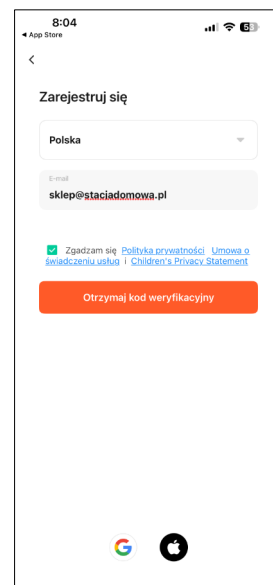 8:04
53
◀ App Store
Zarejestruj się
Polska
E-mail
sklep@stacjadomowa.pl
Zgadzam się Polityka prywatności Umowa o
świadczeniu usług i Children's Privacy Statement
Otrzymaj kod weryfikacyjny